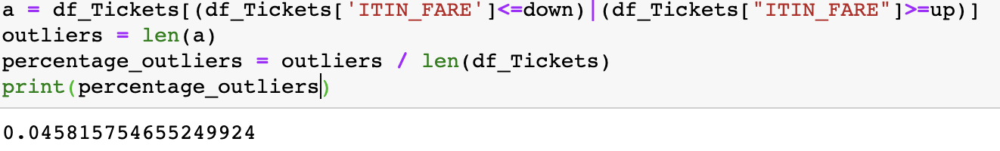 a = df_Tickets[(df_Tickets['ITIN_FARE']<=down)|(df_Tickets["ITIN_FARE"]>=up)]
outliers = len(a)
percentage_outliers = outliers / len(df_Tickets)
print(percentage_outliers)
0.045815754655249924